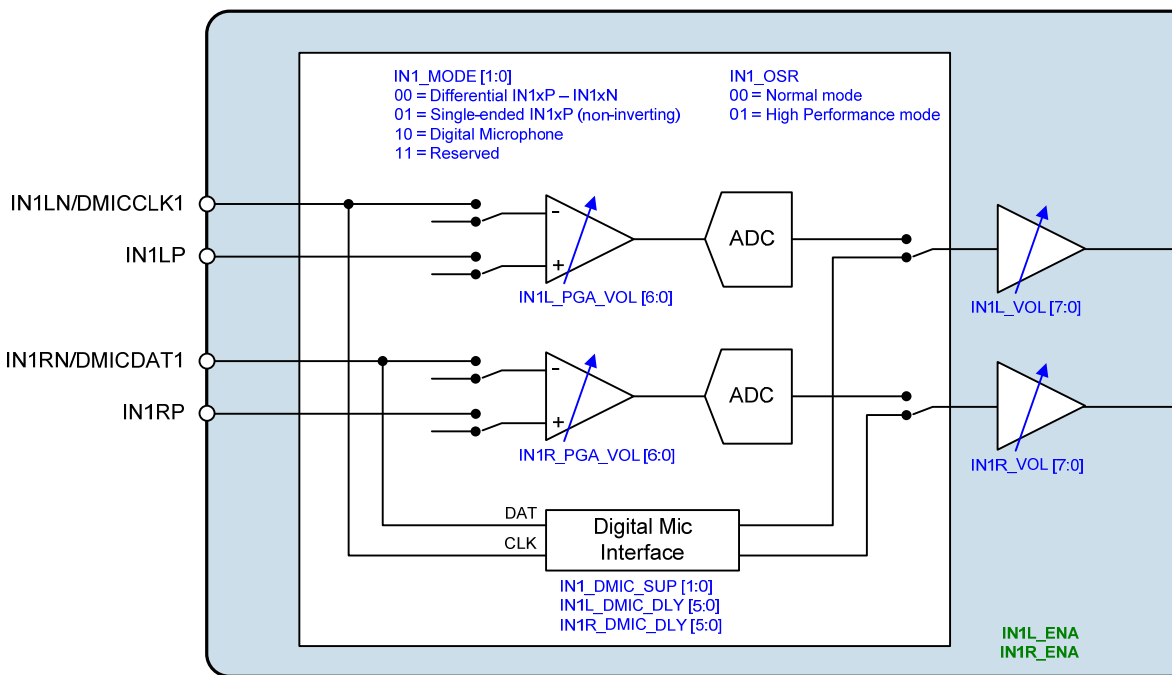 IN1_MODE [1:0]
00 = Differential IN1xP – IN1xN
01 = Single-ended IN1xP (non-inverting)
10 = Digital Microphone
11 = Reserved
IN1_OSR
00 = Normal mode
01 = High Performance mode
IN1LN/DMICCLK1
IN1LP
-
+
ADC
IN1L_PGA_VOL [6:0]
IN1L_VOL [7:0]
IN1RN/DMICDAT1
IN1RP
-
+
ADC
IN1R_PGA_VOL [6:0]
IN1R_VOL [7:0]
DAT
CLK
Digital Mic
Interface
IN1_DMIC_SUP [1:0]
IN1L_DMIC_DLY [5:0]
IN1R_DMIC_DLY [5:0]
IN1L_ENA
IN1R_ENA